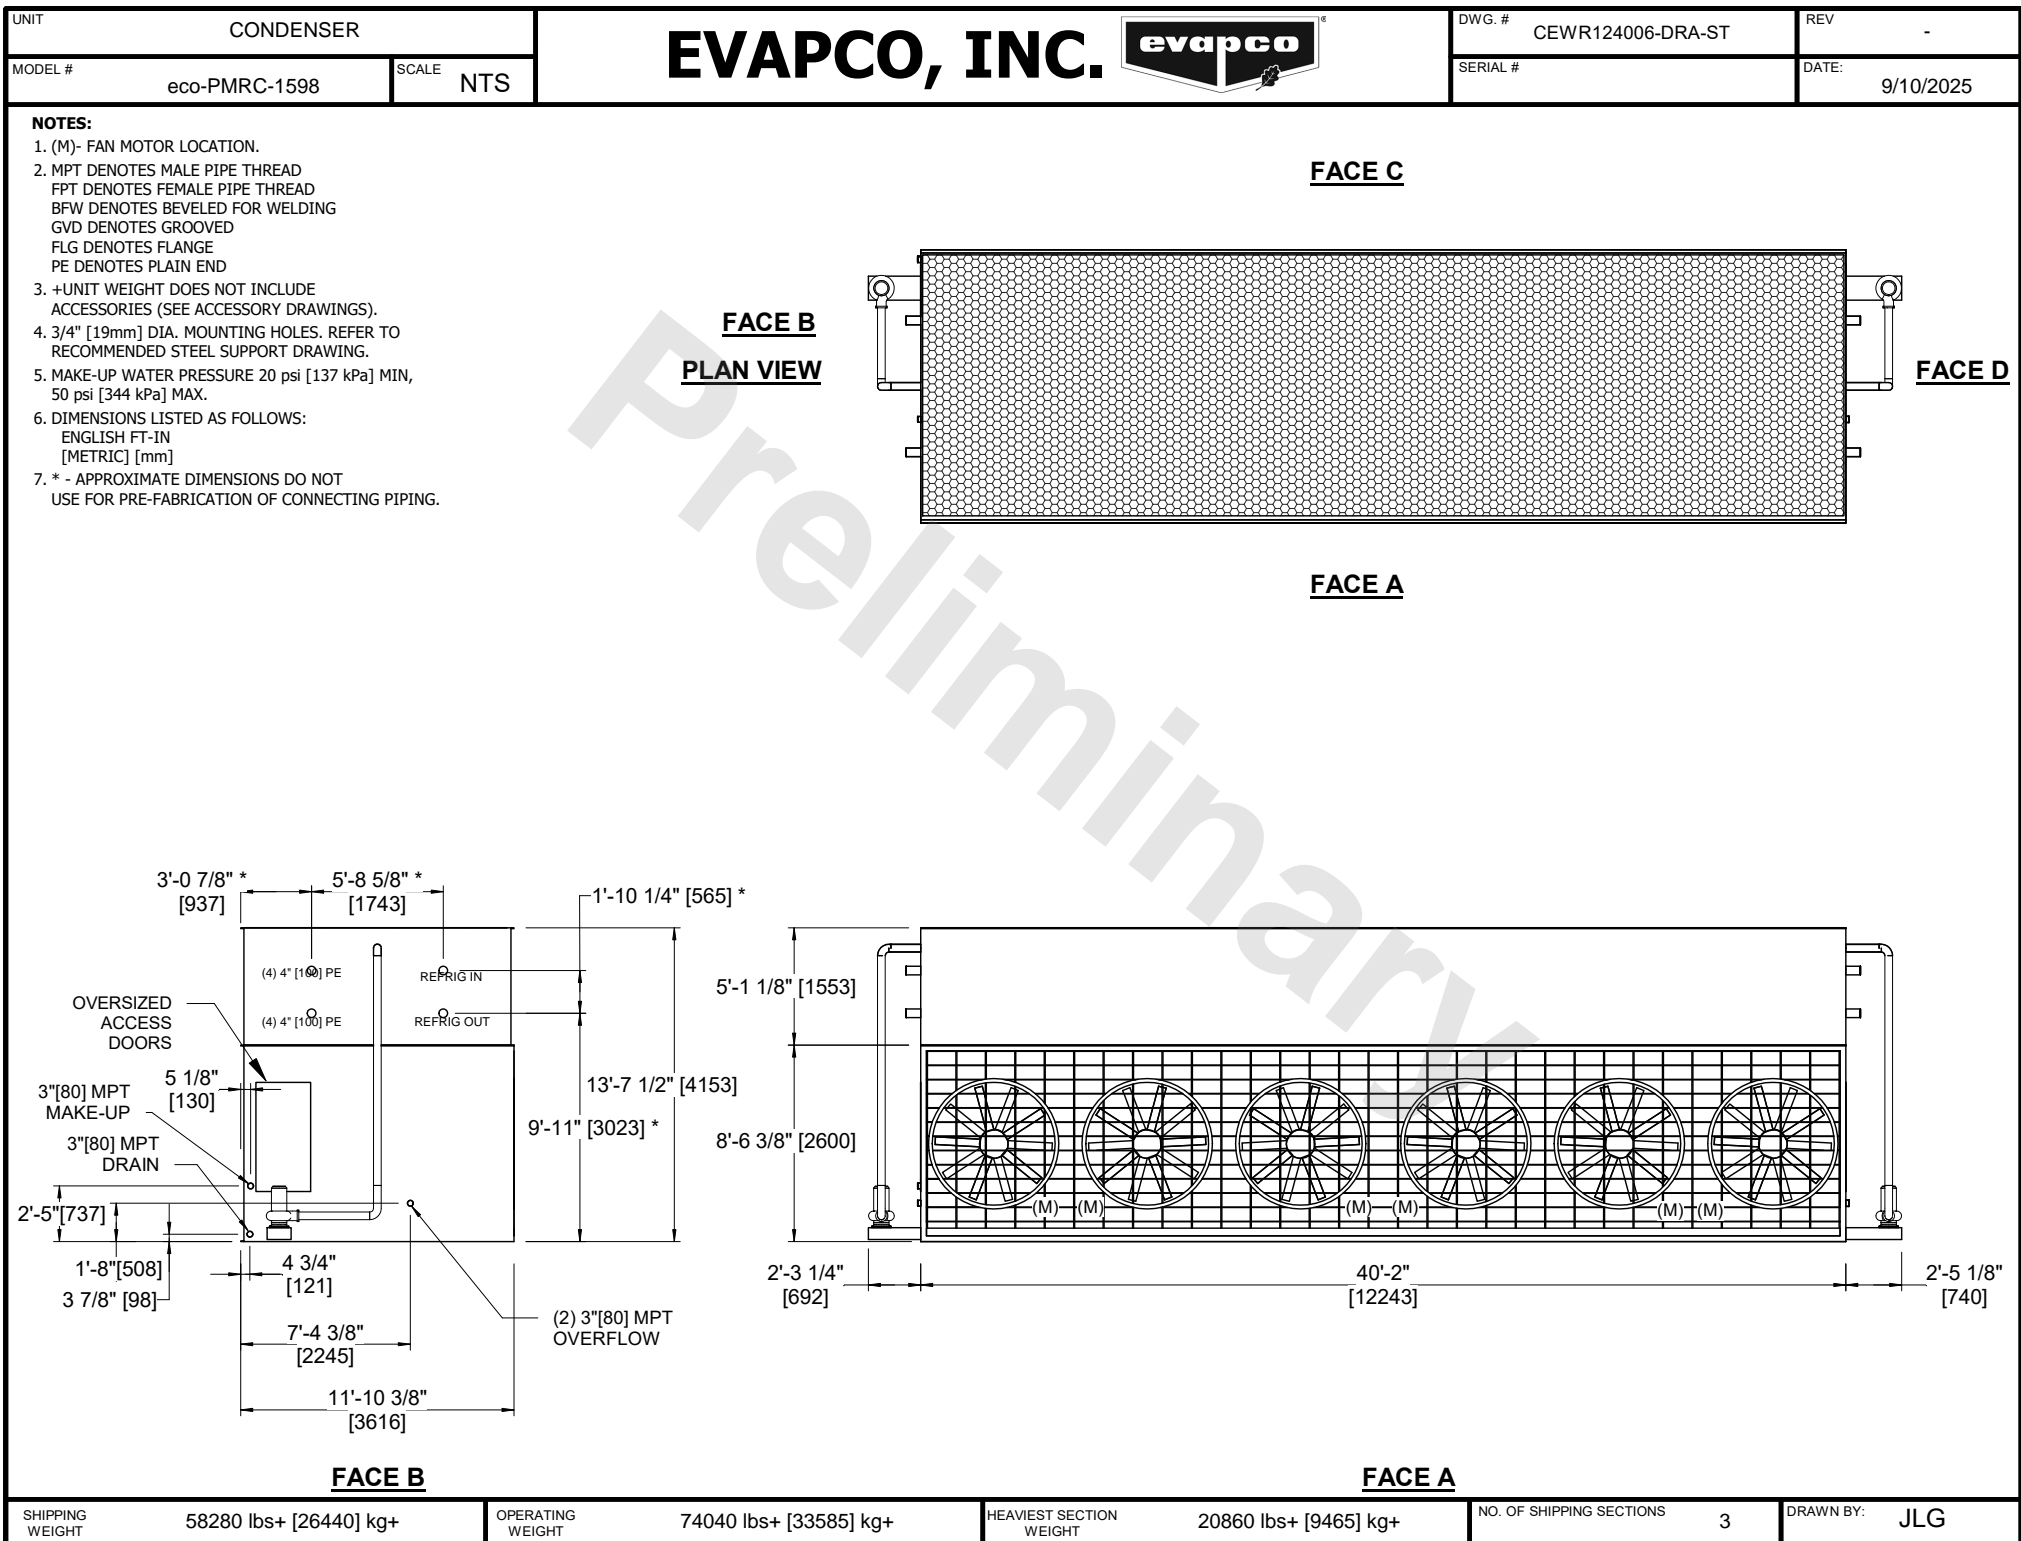 UNIT
CONDENSER
MODEL #
eco-PMRC-1598
SCALE
NTS
EVAPCO, INC.
evapco
®
DWG. #
CEWR124006-DRA-ST
REV
-
SERIAL #
DATE:
9/10/2025
NOTES:
1. (M)- FAN MOTOR LOCATION.
2. MPT DENOTES MALE PIPE THREAD
FPT DENOTES FEMALE PIPE THREAD
BFW DENOTES BEVELED FOR WELDING
GVD DENOTES GROOVED
FLG DENOTES FLANGE
PE DENOTES PLAIN END
3. +UNIT WEIGHT DOES NOT INCLUDE
ACCESSORIES (SEE ACCESSORY DRAWINGS).
4. 3/4" [19mm] DIA. MOUNTING HOLES. REFER TO
RECOMMENDED STEEL SUPPORT DRAWING.
5. MAKE-UP WATER PRESSURE 20 psi [137 kPa] MIN,
50 psi [344 kPa] MAX.
6. DIMENSIONS LISTED AS FOLLOWS:
ENGLISH FT-IN
[METRIC] [mm]
7. * - APPROXIMATE DIMENSIONS DO NOT
USE FOR PRE-FABRICATION OF CONNECTING PIPING.
FACE C
FACE B
PLAN VIEW
FACE D
FACE A
Preliminary
3'-0 7/8" *
[937]
5'-8 5/8" *
[1743]
1'-10 1/4" [565] *
(4) 4" [100] PE
REFRIG IN
(4) 4" [100] PE
REFRIG OUT
OVERSIZED
ACCESS
DOORS
5 1/8"
[130]
3"[80] MPT
MAKE-UP
3"[80] MPT
DRAIN
13'-7 1/2" [4153]
9'-11" [3023] *
2'-5"[737]
1'-8"[508]
3 7/8" [98]
4 3/4"
[121]
(2) 3"[80] MPT
OVERFLOW
7'-4 3/8"
[2245]
11'-10 3/8"
[3616]
FACE B
5'-1 1/8" [1553]
8'-6 3/8" [2600]
(M) (M) (M) (M) (M) (M)
2'-3 1/4"
[692]
40'-2"
[12243]
2'-5 1/8"
[740]
FACE A
SHIPPING
WEIGHT
58280 lbs+ [26440] kg+
OPERATING
WEIGHT
74040 lbs+ [33585] kg+
HEAVIEST SECTION
WEIGHT
20860 lbs+ [9465] kg+
NO. OF SHIPPING SECTIONS
3
DRAWN BY:
JLG